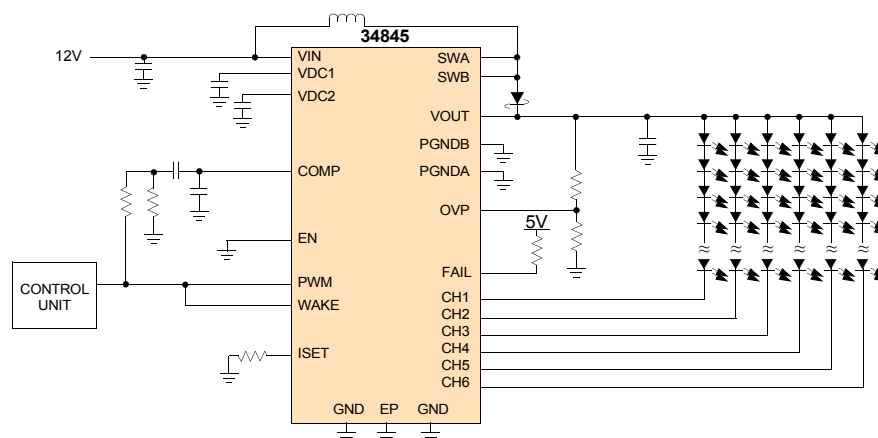 34845
12V
VIN
VDC1
VDC2
COMP
EN
PWM
WAKE
ISET
SWA
SWB
VOUT
PGNDB
PGNDA
OVP
5V
FAIL
CH1
CH2
CH3
CH4
CH5
CH6
CONTROL
UNIT
GND EP GND